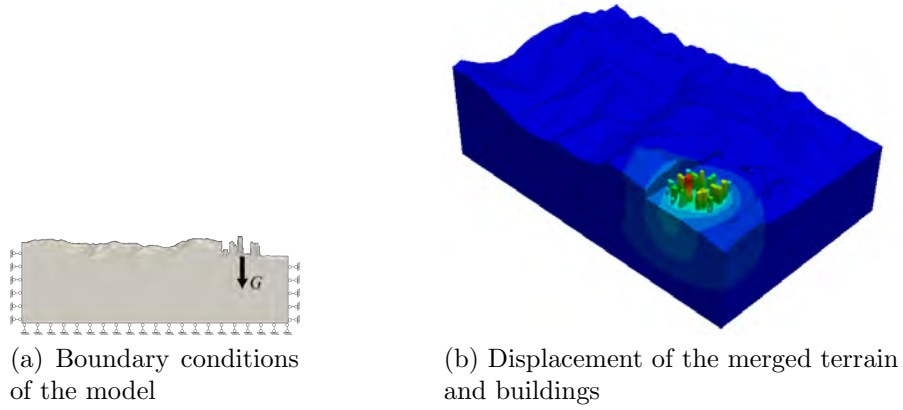 G
(a) Boundary conditions
of the model
(b) Displacement of the merged terrain
and buildings